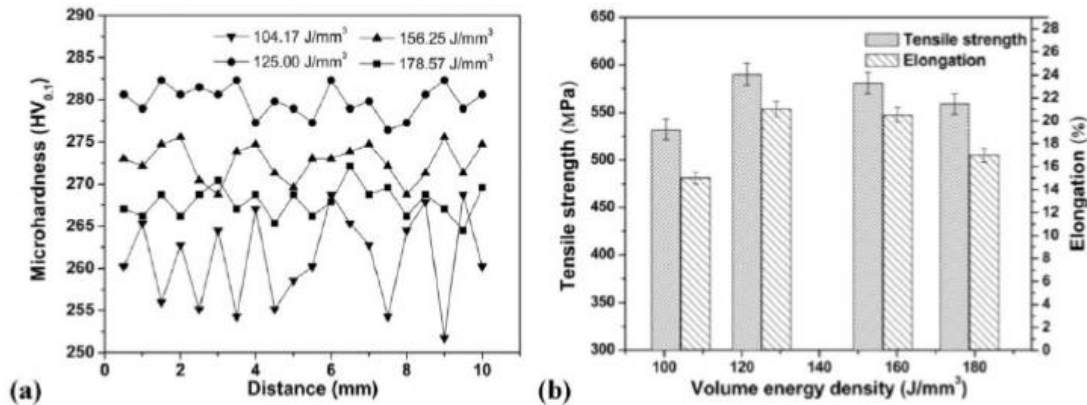 290
285
280
275
270
265
260
255
250
Microhardness (HV0.1)
104.17 J/mm³
125.00 J/mm³
156.25 J/mm³
178.57 J/mm³
0 2 4 6 8 10
Distance (mm)
(a)
650
600
550
500
450
400
350
300
Tensile strength (MPa)
Tensile strength
Elongation
28
26
24
22
20
18
16
14
12
10
8
6
4
2
0
Elongation (%)
100 120 140 160 180
Volume energy density (J/mm³)
(b)